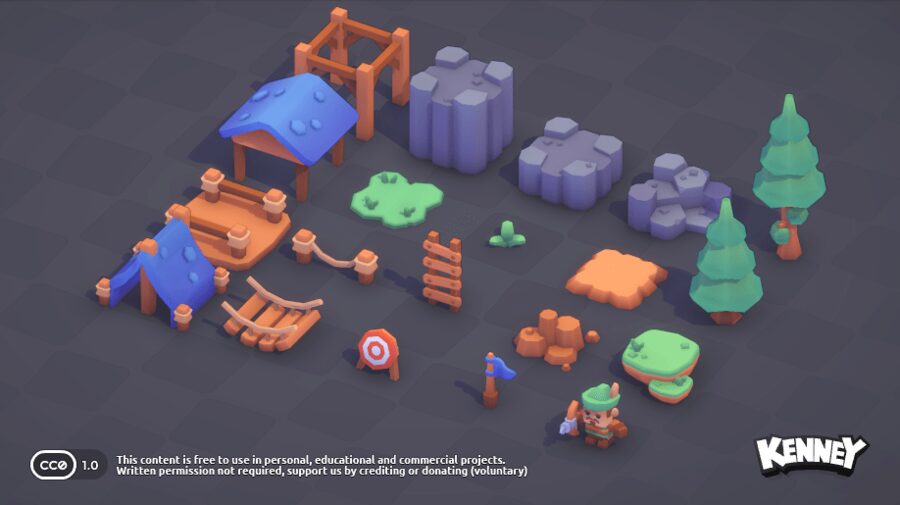 CC0 1.0
This content is free to use in personal, educational and commercial projects.
Written permission not required, support us by crediting or donating (voluntary)
KENNEY